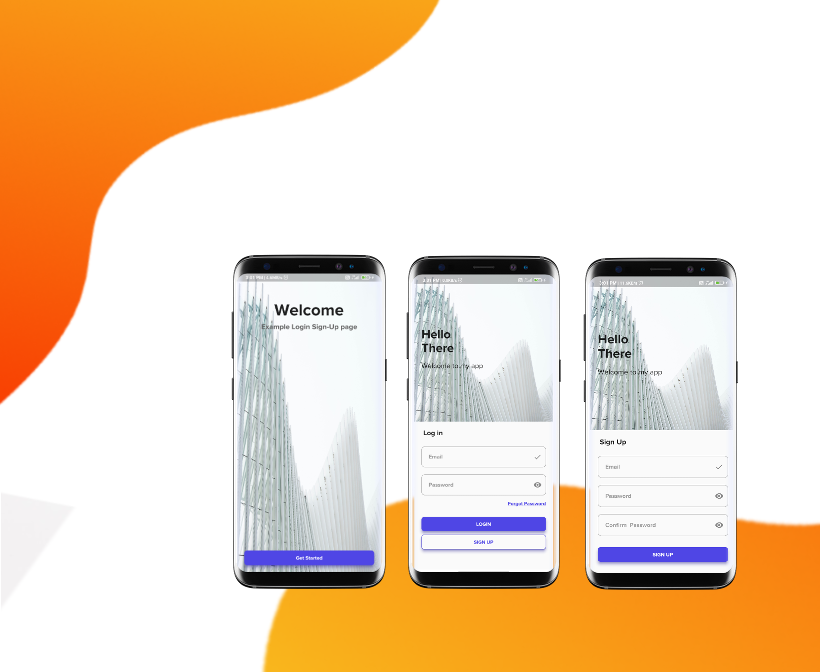 Welcome
Example Login Sign-Up page
Get Started
Hello
There
Welcome to my app
Log in
Email
Password
Forgot Password
LOGIN
SIGN UP
Hello
There
Welcome to my app
Sign Up
Email
Password
Confirm Password
SIGN UP